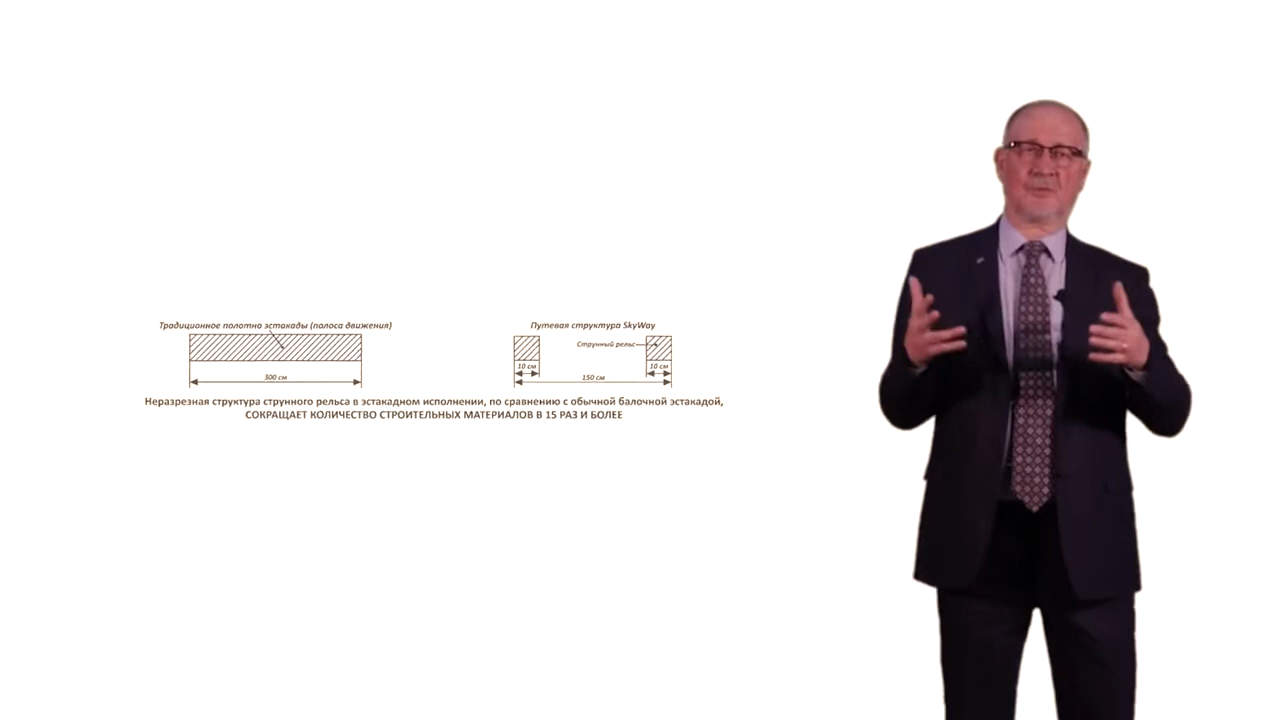 Традиционное полотно эстакады (полоса движения)
300 см
Путевая структура SkyWay
Струнный рельс
10 см
10 см
150 см
Неразрезная структура струнного рельса в эстакадном исполнении, по сравнению с обычной балочной эстакадой,
СОКРАЩАЕТ КОЛИЧЕСТВО СТРОИТЕЛЬНЫХ МАТЕРИАЛОВ В 15 РАЗ И БОЛЕЕ